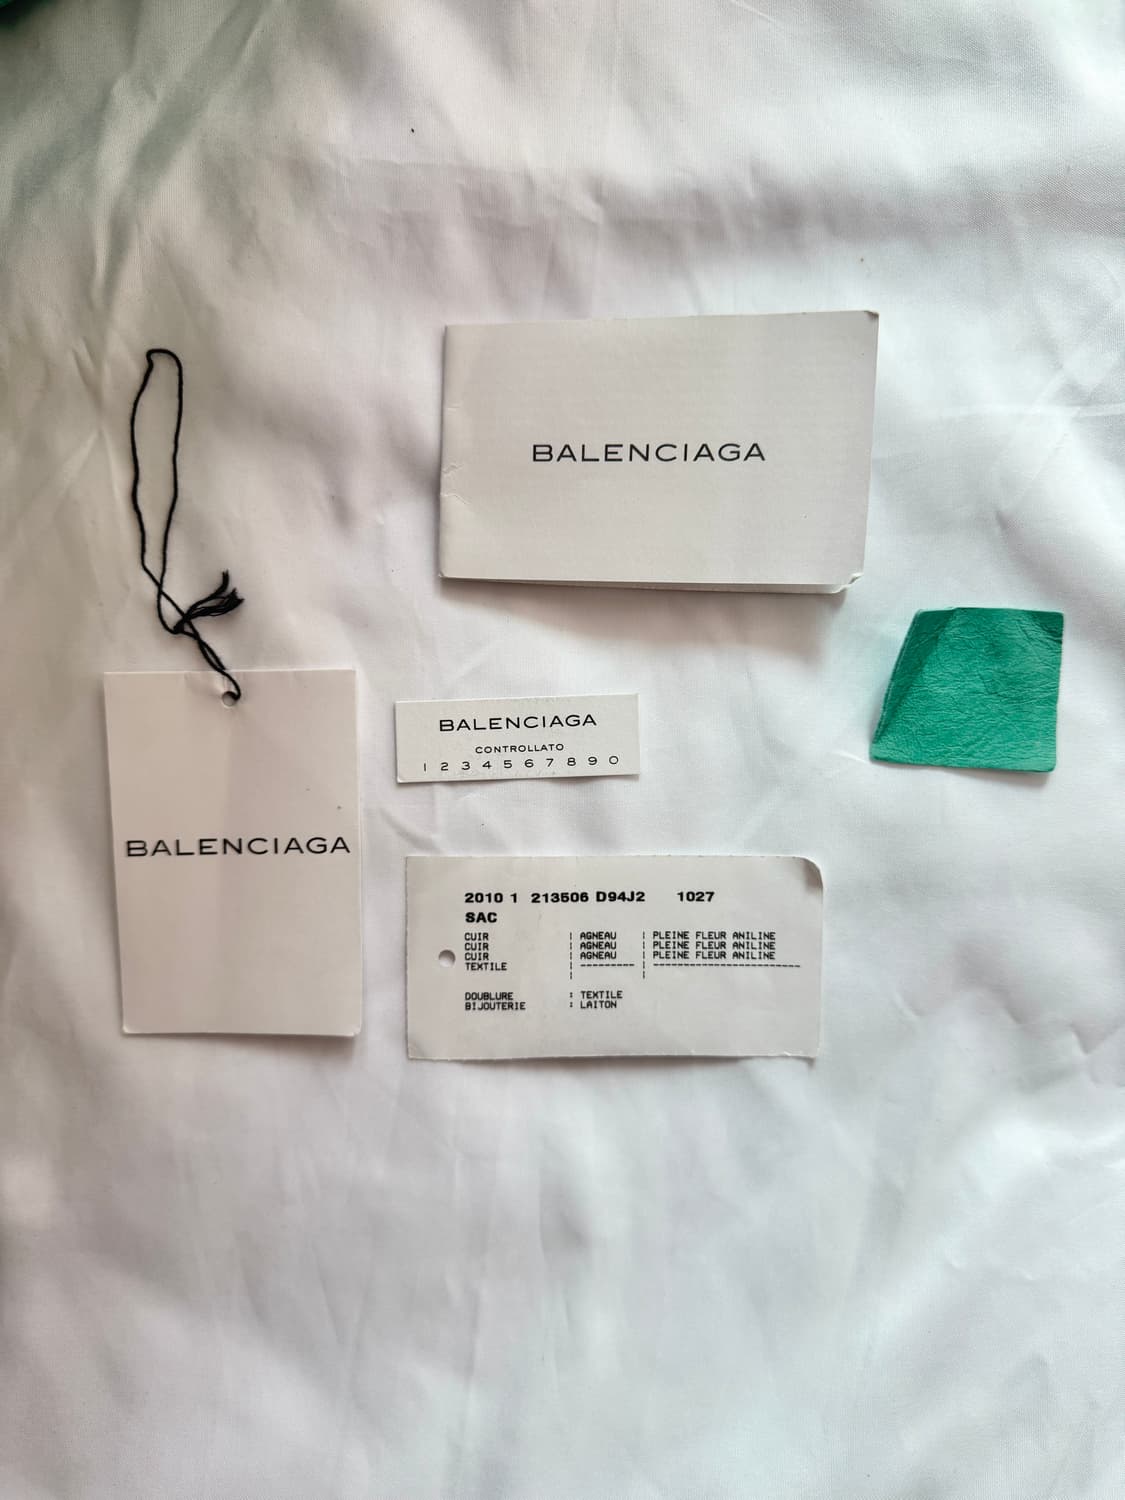 BALENCIAGA
BALENCIAGA
CONTROLLATO
1 2 3 4 5 6 7 8 9 0
BALENCIAGA
2010 1 213506 D94J2 1027
SAC
CUIR | AGNEAU | PLEINE FLEUR ANILINE
CUIR | AGNEAU | PLEINE FLEUR ANILINE
CUIR | AGNEAU | PLEINE FLEUR ANILINE
TEXTILE | --------- | ------------------------
DOUBLURE : TEXTILE
BIJOUTERIE : LAITON